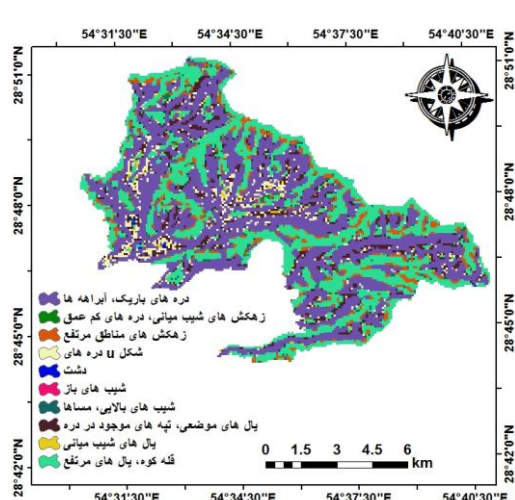 54°31'30"E 54°34'30"E 54°37'30"E 54°40'30"E
28°51'0"N 28°51'0"N
28°48'0"N 28°48'0"N
دره های باریک، آبراهه ها
زهکش های شیب میانی، دره های کم عمق
زهکش های مناطق مرتفع
شکل u دره های
28°45'0"N 28°45'0"N
دشت
شیب های باز
شیب های بالایی، مساها
یال های موضعی، تپه های موجود در دره
یال های شیب میانی
قله کوه، یال های مرتفع
0 1.5 3 4.5 6
km
28°42'0"N 28°42'0"N
54°31'30"E 54°34'30"E 54°37'30"E 54°40'30"E